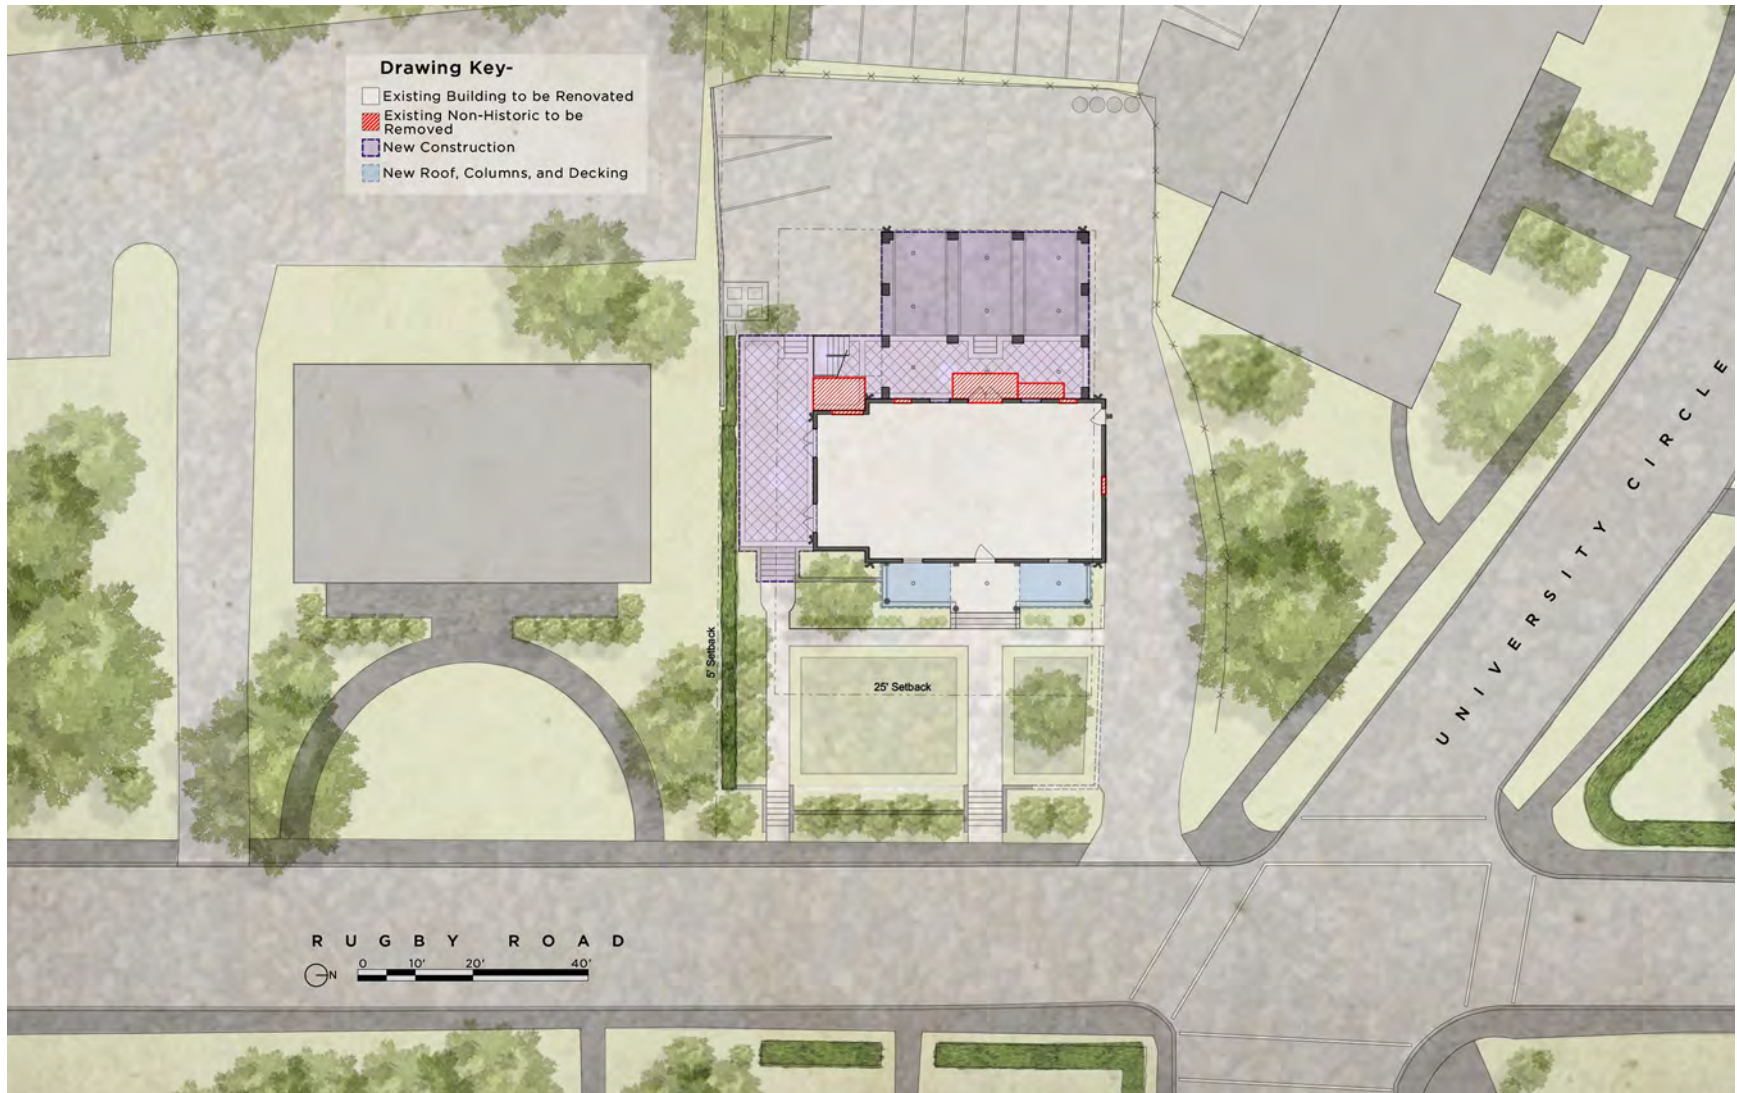 Drawing Key-
Existing Building to be Renovated
Existing Non-Historic to be
Removed
New Construction
New Roof, Columns, and Decking
UNIVERSITY CIRCLE
5' Setback
25' Setback
RUGBY ROAD
N
0 10' 20' 40'